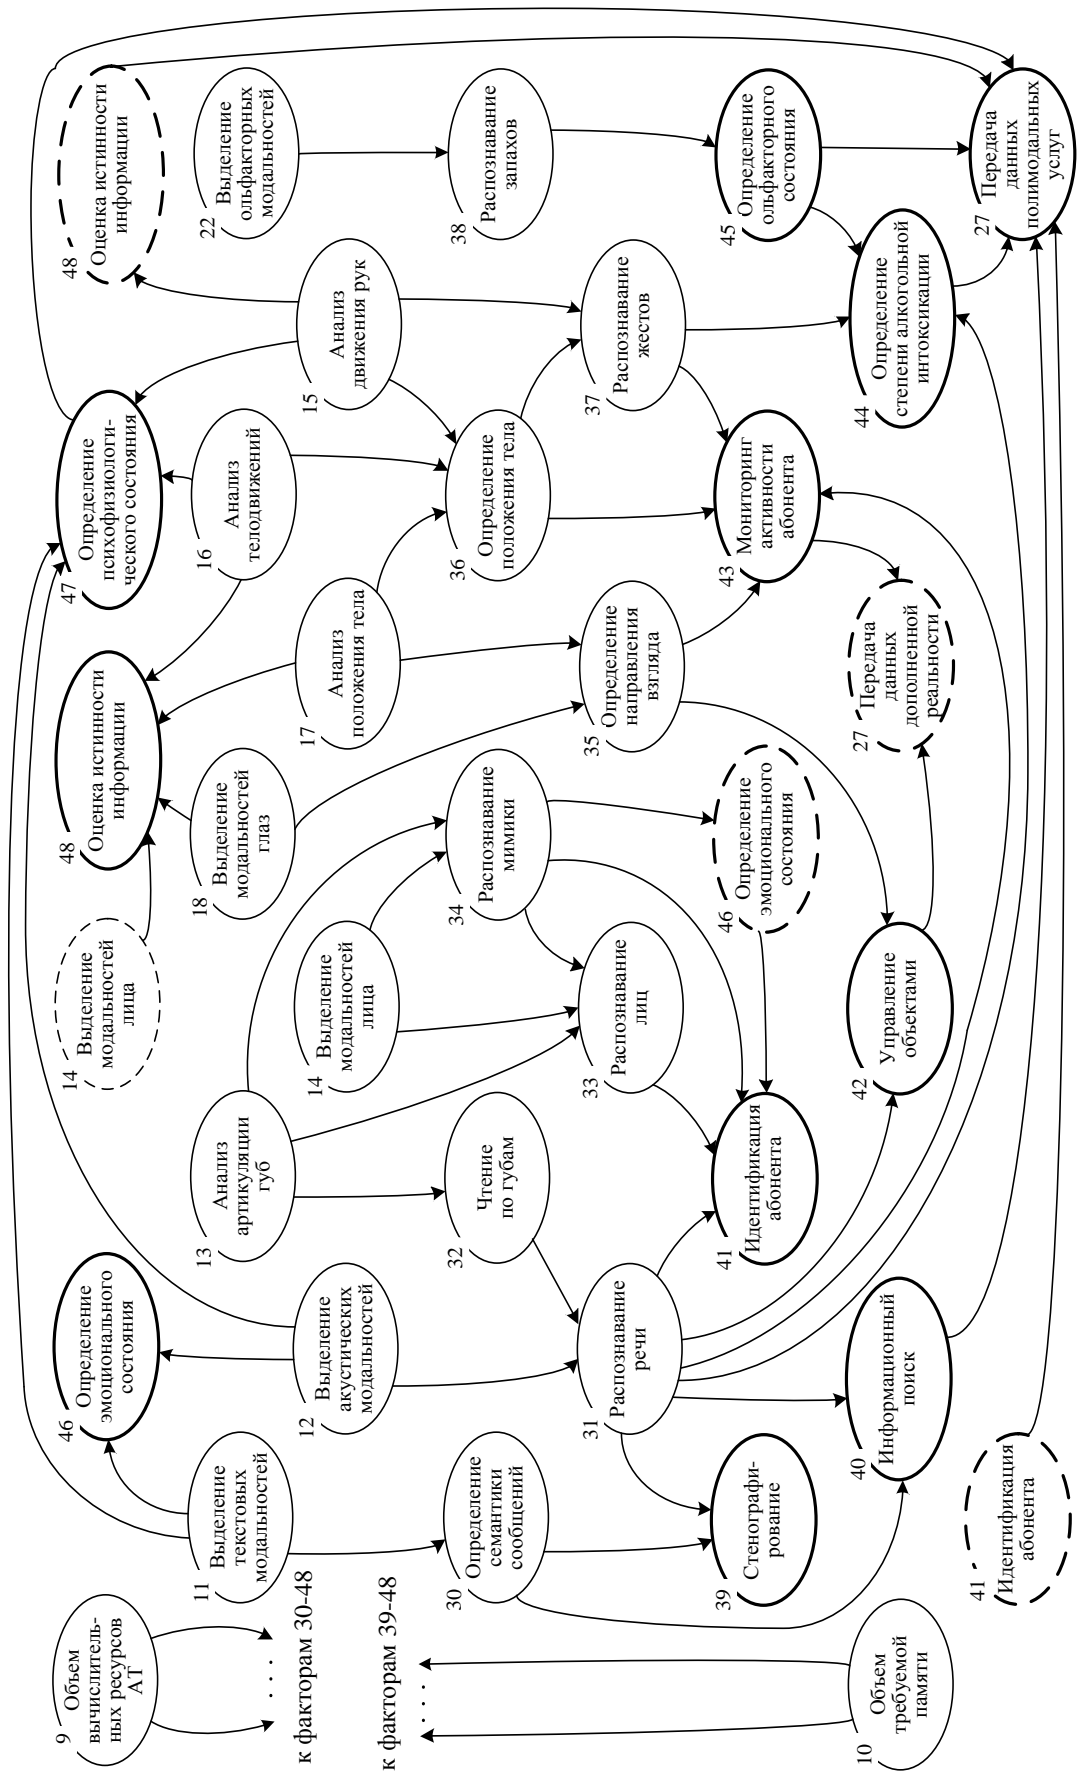 9
Объем
вычислитель-
ных ресурсов
АТ
11
Выделение
текстовых
модальностей
46
Определение
эмоционального
состояния
12
Выделение
акустических
модальностей
13
Анализ
артикуляции
губ
14
Выделение
модальностей
лица
14
Выделение
модальностей
лица
18
Выделение
модальностей
глаз
48
Оценка истинности
информации
17
Анализ
положения тела
16
Анализ
телодвижений
47
Определение
психофизиологи-
ческого состояния
15
Анализ
движения рук
22
Выделение
ольфакторных
модальностей
48
Оценка истинности
информации
к факторам 30-48
. . .
к факторам 39-48
. . . .
30
Определение
семантики
сообщений
31
Распознавание
речи
32
Чтение
по губам
33
Распознавание
лиц
34
Распознавание
мимики
35
Определение
направления
взгляда
36
Определение
положения тела
37
Распознавание
жестов
38
Распознавание
запахов
10
Объем
требуемой
памяти
39
Стенографи-
рование
40
Информационный
поиск
41
Идентификация
абонента
41
Идентификация
абонента
42
Управление
объектами
46
Определение
эмоционального
состояния
27
Передача
данных
дополненной
реальности
43
Мониторинг
активности
абонента
44
Определение
степени алкогольной
интоксикации
45
Определение
ольфакторного
состояния
27
Передача
данных
полимодальных
услуг